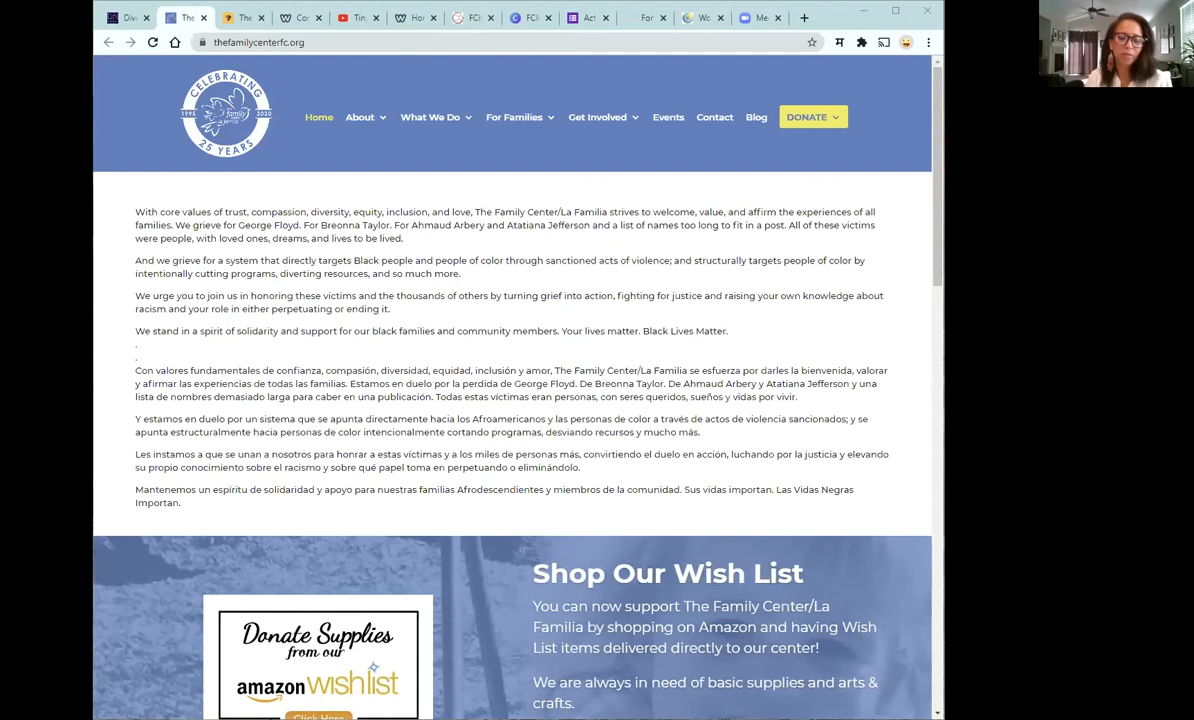 Dive
The
The
Cor
Tin
Hor
FCI
FCI
Act
For
Wo
Me
thefamilycenterfc.org
CELEBRATING
1995
2020
25 YEARS
Home About What We Do For Families Get Involved Events Contact Blog DONATE
With core values of trust, compassion, diversity, equity, inclusion, and love, The Family Center/La Familia strives to welcome, value, and affirm the experiences of all
families. We grieve for George Floyd. For Breonna Taylor. For Ahmaud Arbery and Atatiana Jefferson and a list of names too long to fit in a post. All of these victims
were people, with loved ones, dreams, and lives to be lived.
And we grieve for a system that directly targets Black people and people of color through sanctioned acts of violence; and structurally targets people of color by
intentionally cutting programs, diverting resources, and so much more.
We urge you to join us in honoring these victims and the thousands of others by turning grief into action, fighting for justice and raising your own knowledge about
racism and your role in either perpetuating or ending it.
We stand in a spirit of solidarity and support for our black families and community members. Your lives matter. Black Lives Matter.
.
.
Con valores fundamentales de confianza, compasión, diversidad, equidad, inclusión y amor, The Family Center/La Familia se esfuerza por darles la bienvenida, valorar
y afirmar las experiencias de todas las familias. Estamos en duelo por la perdida de George Floyd. De Breonna Taylor. De Ahmaud Arbery y Atatiana Jefferson y una
lista de nombres demasiado larga para caber en una publicación. Todas estas víctimas eran personas, con seres queridos, sueños y vidas por vivir.
Y estamos en duelo por un sistema que se apunta directamente hacia los Afroamericanos y las personas de color a través de actos de violencia sancionados; y se
apunta estructuralmente hacia personas de color intencionalmente cortando programas, desviando recursos y mucho más.
Les instamos a que se unan a nosotros para honrar a estas víctimas y a los miles de personas más, convirtiendo el duelo en acción, luchando por la justicia y elevando
su propio conocimiento sobre el racismo y sobre qué papel toma en perpetuando o eliminándolo.
Mantenemos un espíritu de solidaridad y apoyo para nuestras familias Afrodescendientes y miembros de la comunidad. Sus vidas importan. Las Vidas Negras
Importan.
Shop Our Wish List
You can now support The Family Center/La
Familia by shopping on Amazon and having Wish
List items delivered directly to our center!
We are always in need of basic supplies and arts &
crafts.
Donate Supplies
from our
amazon wishlist
Click Here